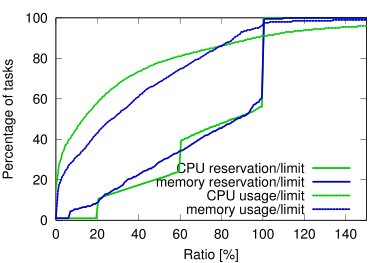 100
80
60
40
20
0
Percentage of tasks
CPU reservation/limit
memory reservation/limit
CPU usage/limit
memory usage/limit
0 20 40 60 80 100 120 140
Ratio [%]